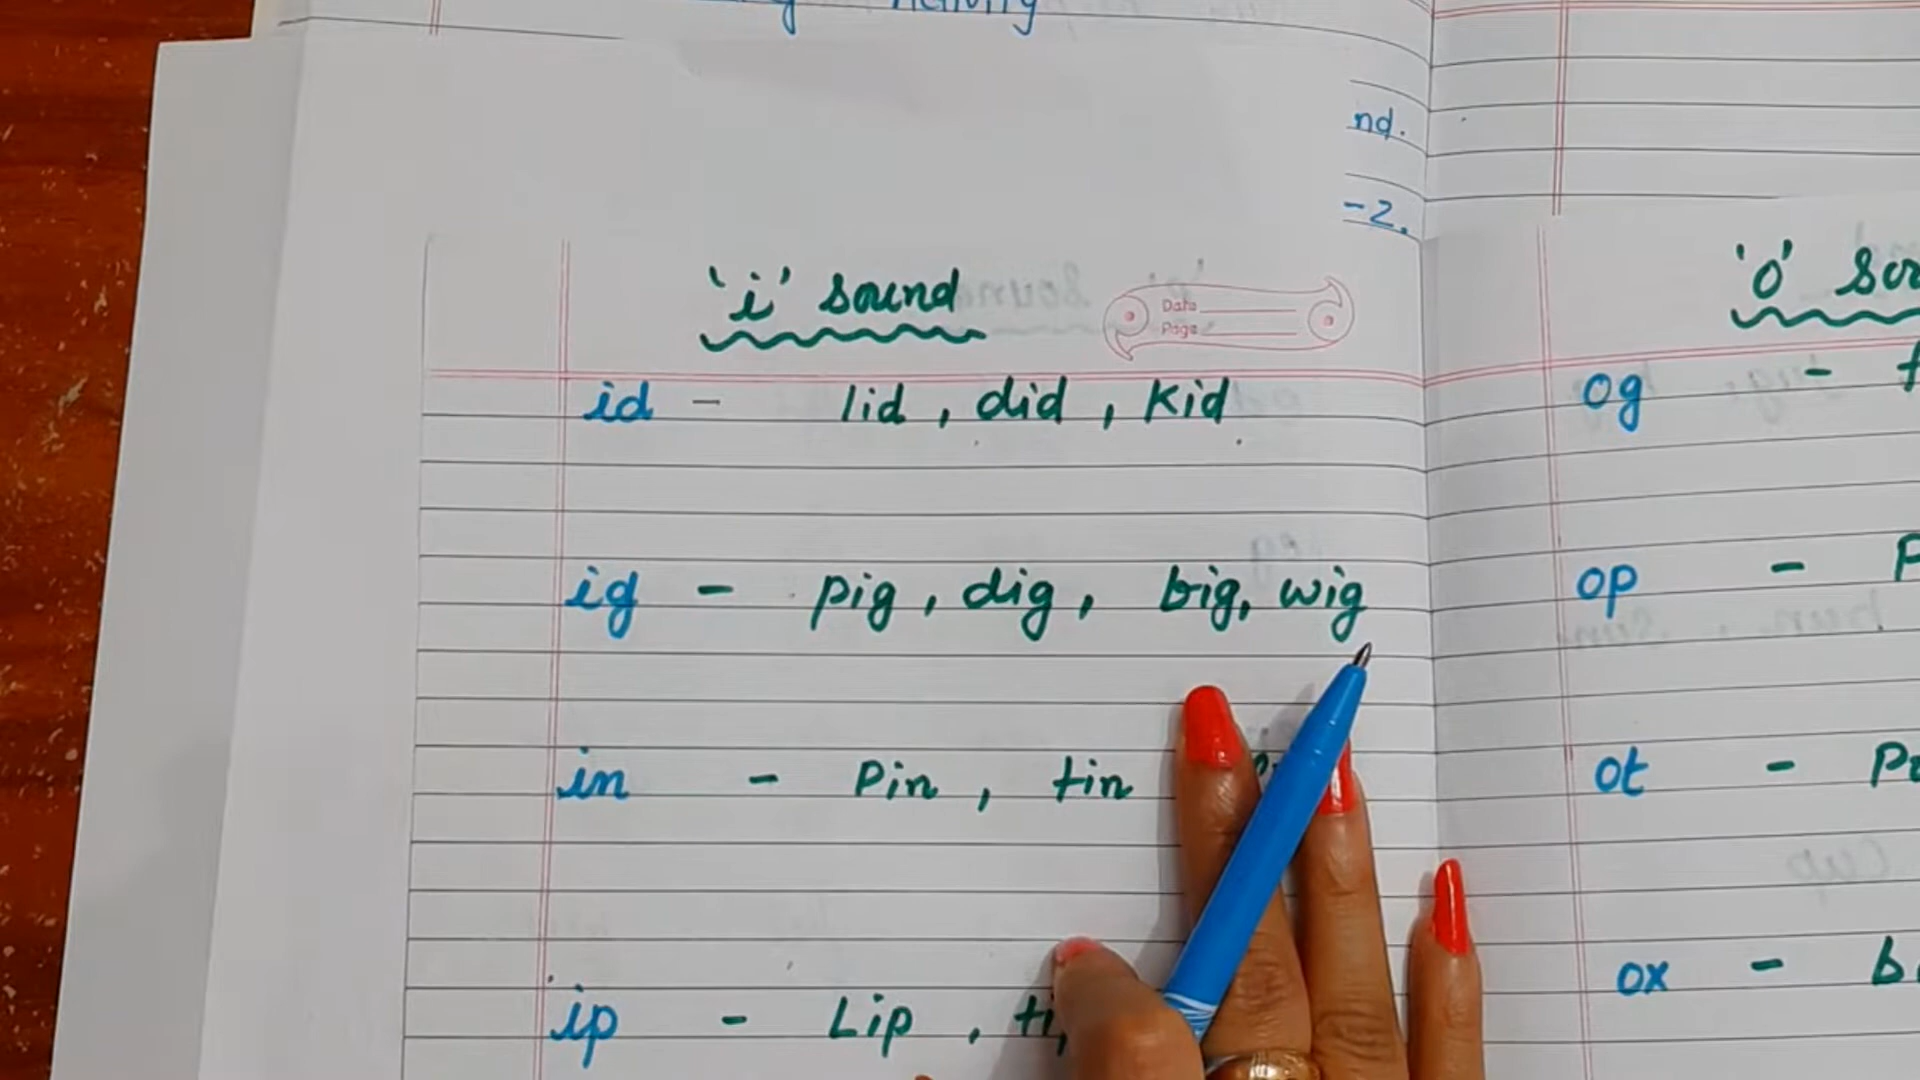 Activity
nd.
-2.
'i' sound
Date
Page
id - lid, did, Kid
ig - pig, dig, big, wig
in - Pin, tin
ip - Lip,
'o'
og -
op -
ot -
ox -